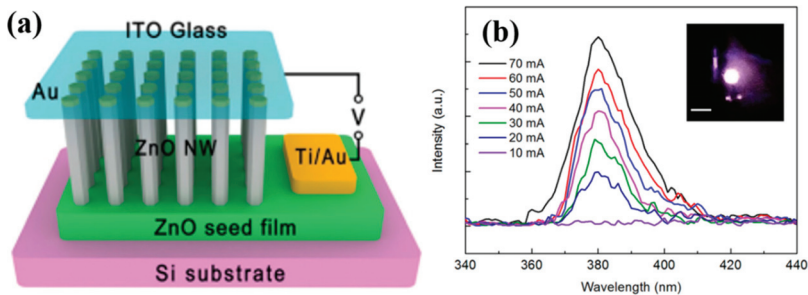 (a)
ITO Glass
Au
ZnO NW
V
Ti/Au
ZnO seed film
Si substrate
(b)
70 mA
60 mA
50 mA
40 mA
30 mA
20 mA
10 mA
Intensity (a.u.)
340 360 380 400 420 440
Wavelength (nm)